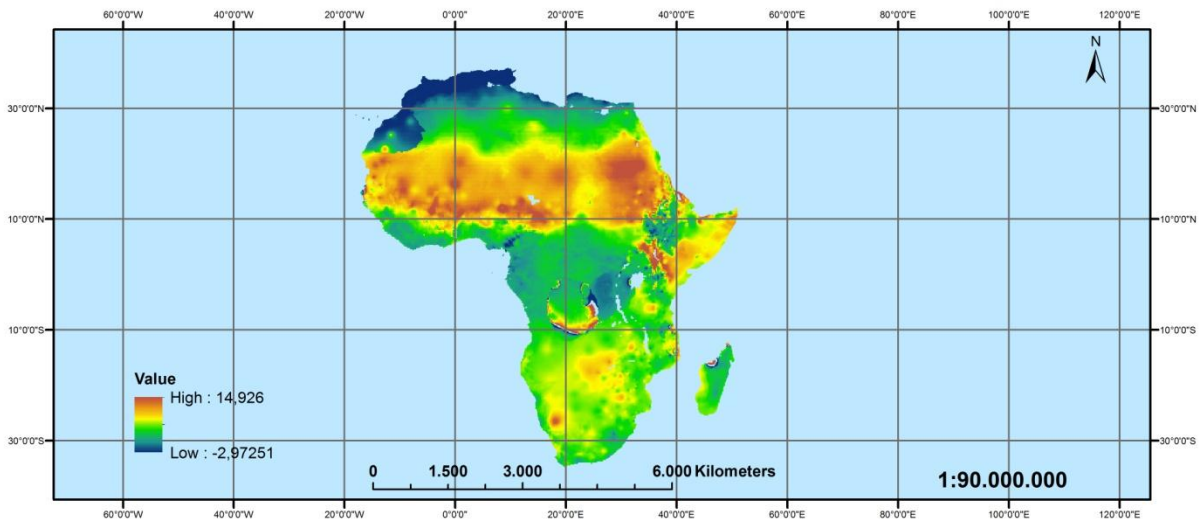 60°0'0"W 40°0'0"W 20°0'0"W 0°0'0" 20°0'0"E 40°0'0"E 60°0'0"E 80°0'0"E 100°0'0"E 120°0'0"E
N
30°0'0"N 30°0'0"N
10°0'0"N 10°0'0"N
10°0'0"S 10°0'0"S
Value
High : 14,926
Low : -2,97251
30°0'0"S 30°0'0"S
0 1.500 3.000 6.000 Kilometers
1:90.000.000
60°0'0"W 40°0'0"W 20°0'0"W 0°0'0" 20°0'0"E 40°0'0"E 60°0'0"E 80°0'0"E 100°0'0"E 120°0'0"E